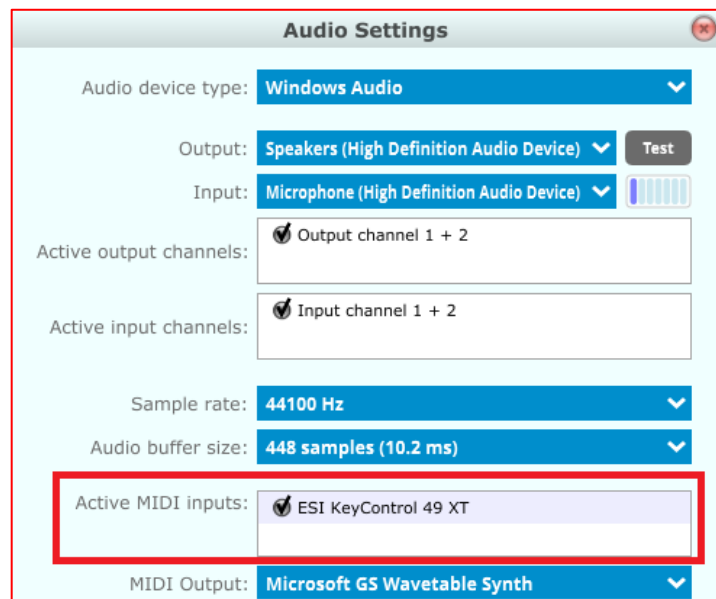 Audio Settings
Audio device type: Windows Audio
Output: Speakers (High Definition Audio Device) Test
Input: Microphone (High Definition Audio Device)
Active output channels: Output channel 1 + 2
Active input channels: Input channel 1 + 2
Sample rate: 44100 Hz
Audio buffer size: 448 samples (10.2 ms)
Active MIDI inputs: ESI KeyControl 49 XT
MIDI Output: Microsoft GS Wavetable Synth